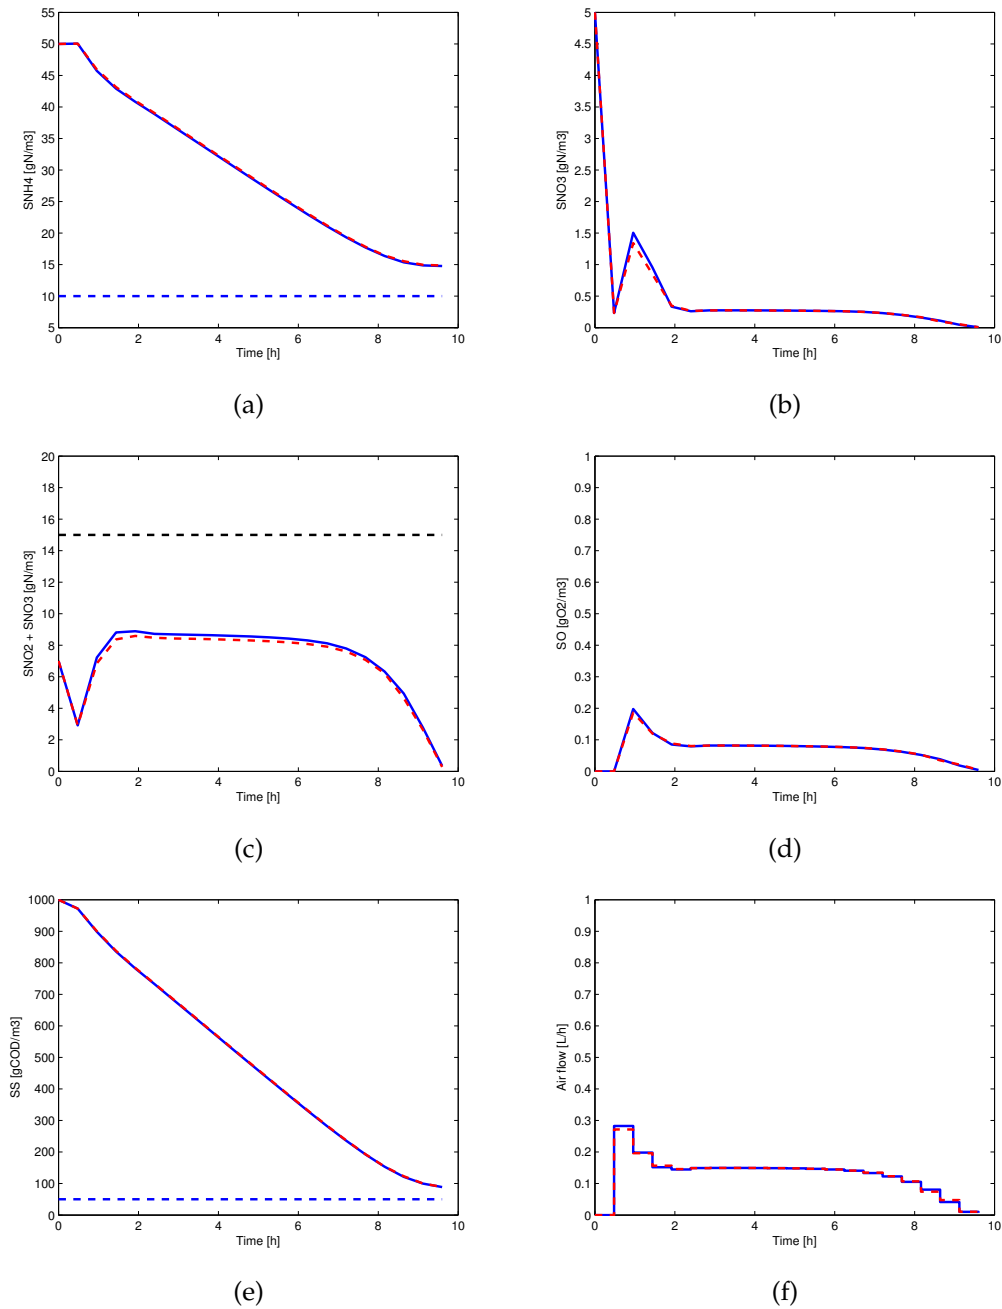 55
50
45
40
35
30
25
20
15
10
5
SNH4 [gN/m3]
0 2 4 6 8 10
Time [h]
(a)
5
4.5
4
3.5
3
2.5
2
1.5
1
0.5
0
SNO3 [gN/m3]
0 2 4 6 8 10
Time [h]
(b)
20
18
16
14
12
10
8
6
4
2
0
SNO2 + SNO3 [gN/m3]
0 2 4 6 8 10
Time [h]
(c)
1
0.9
0.8
0.7
0.6
0.5
0.4
0.3
0.2
0.1
0
SO [gO2/m3]
0 2 4 6 8 10
Time [h]
(d)
1000
900
800
700
600
500
400
300
200
100
0
SS [gCOD/m3]
0 2 4 6 8 10
Time [h]
(e)
1
0.9
0.8
0.7
0.6
0.5
0.4
0.3
0.2
0.1
0
Air flow [L/h]
0 2 4 6 8 10
Time [h]
(f)